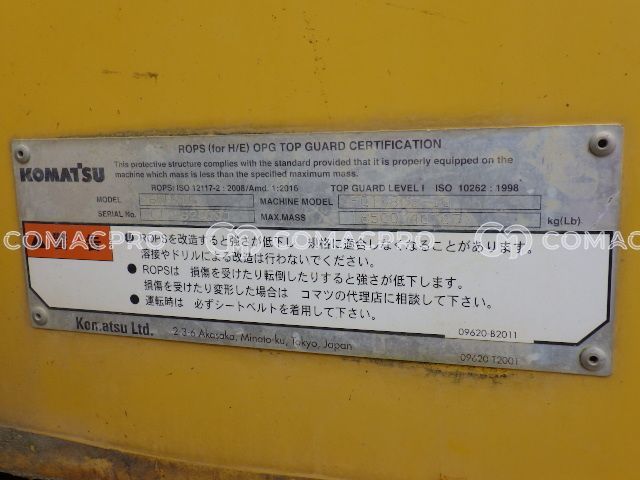 ROPS (for H/E) OPG TOP GUARD CERTIFICATION
KOMATSU
This protective structure complies with the standard provided that it is properly equipped on the
machine which mass is less than the specified maximum mass.
ROPS: ISO 12117-2 : 2008/Amd. 1:2016 TOP GUARD LEVEL I ISO 10262 : 1998
MODEL MACHINE MODEL
SERIAL No. MAX.MASS kg(Lb)
COMACPRO COMACPRO COMACPRO
ROPSを改造すると強さが低下し 規格に適合しなくなることがあります。
溶接やドリルによる改造は行わないでください。
● ROPSは 損傷を受けたり転倒したりすると強さが低下します。
損傷を受けたり変形した場合は コマツの代理店に相談して下さい。
● 運転時は 必ずシートベルトを着用して下さい。
09620-B2011
Komatsu Ltd. 2-3-6 Akasaka, Minato-ku, Tokyo, Japan
09620-T2001